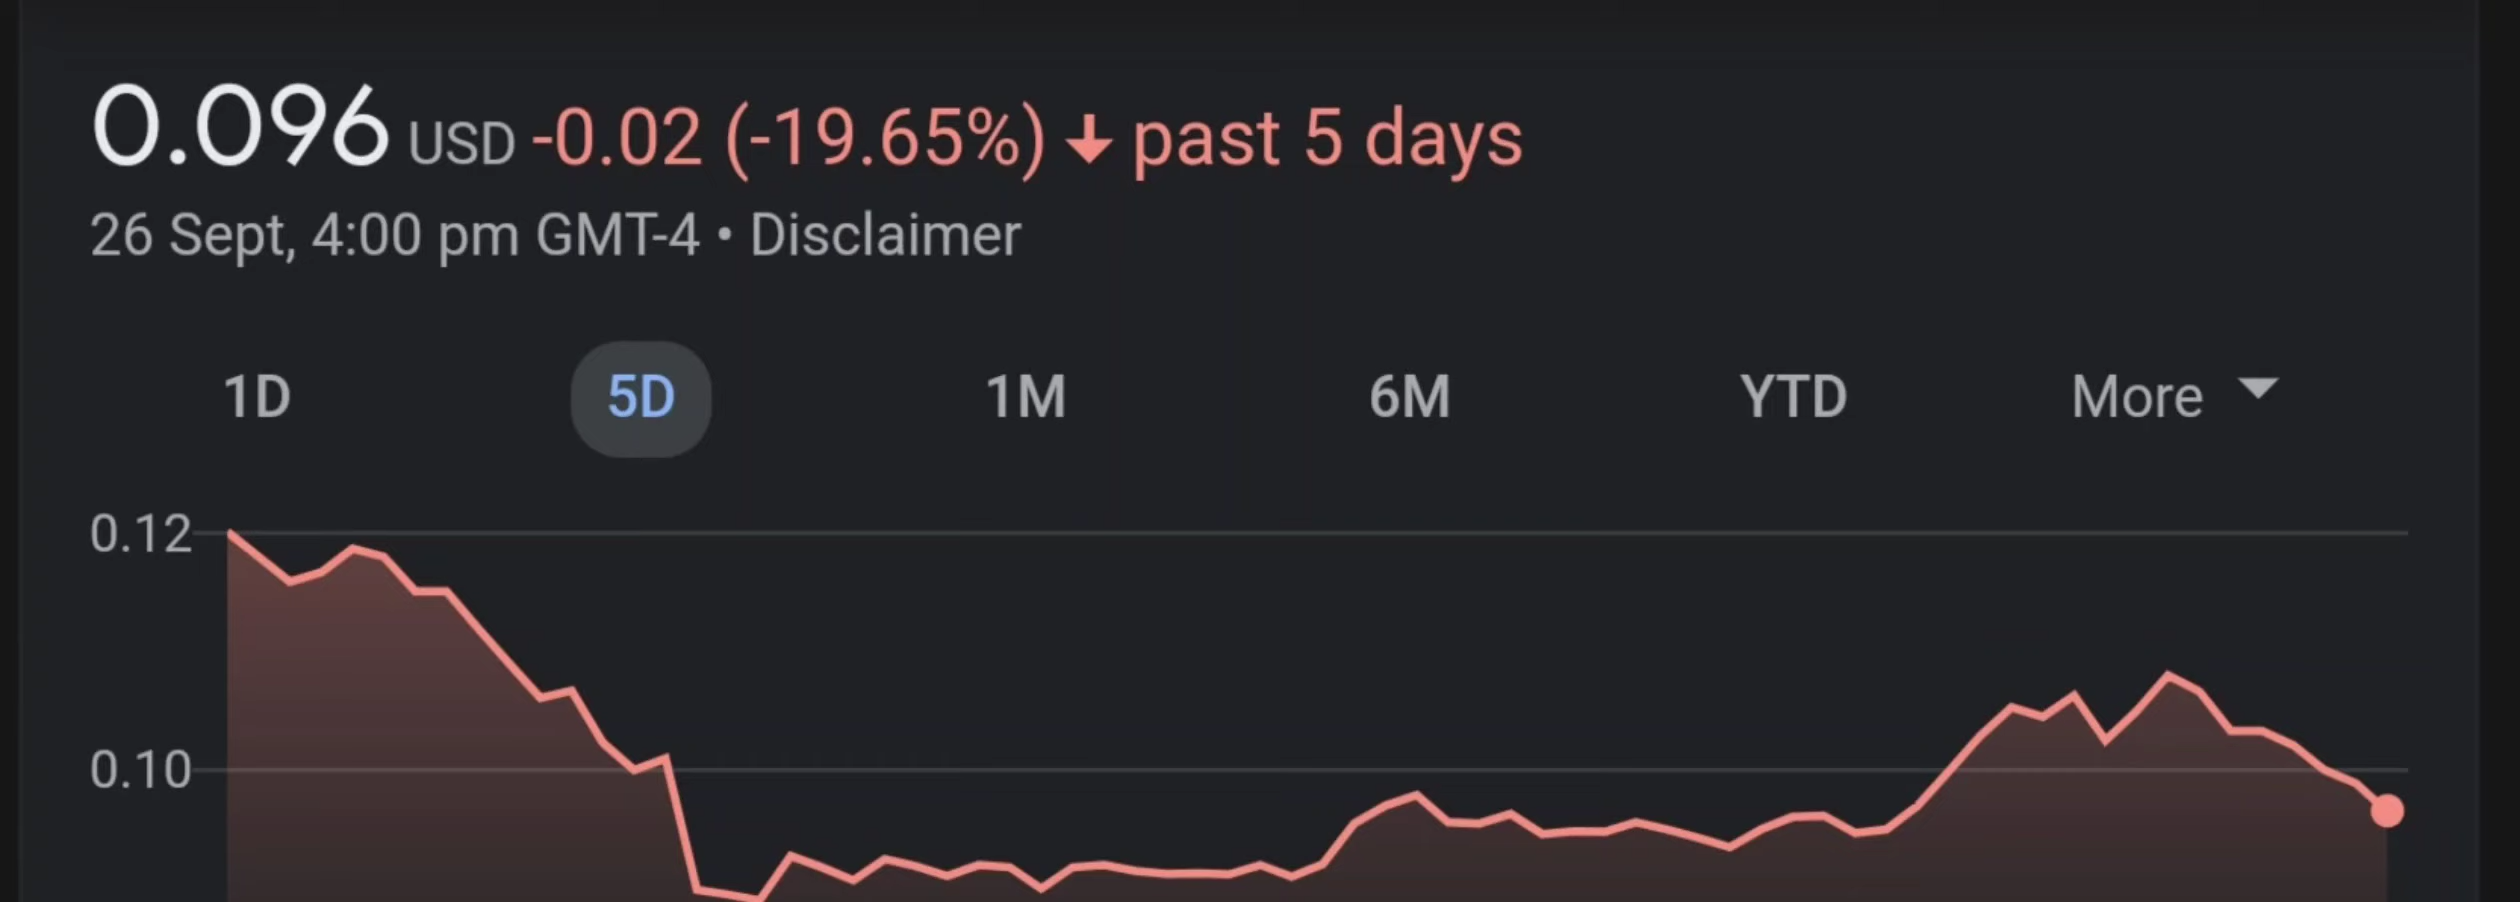 0.096 USD -0.02 (-19.65%) ↓ past 5 days
26 Sept, 4:00 pm GMT-4 • Disclaimer
1D 5D 1M 6M YTD More
0.12
0.10